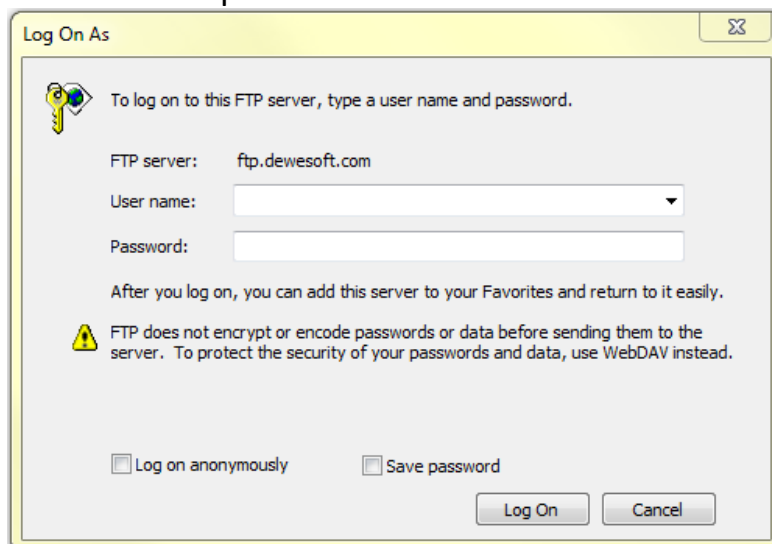 Log On As
To log on to this FTP server, type a user name and password.
FTP server: ftp.dewesoft.com
User name:
Password:
After you log on, you can add this server to your Favorites and return to it easily.
FTP does not encrypt or encode passwords or data before sending them to the
server. To protect the security of your passwords and data, use WebDAV instead.
Log on anonymously Save password
Log On Cancel